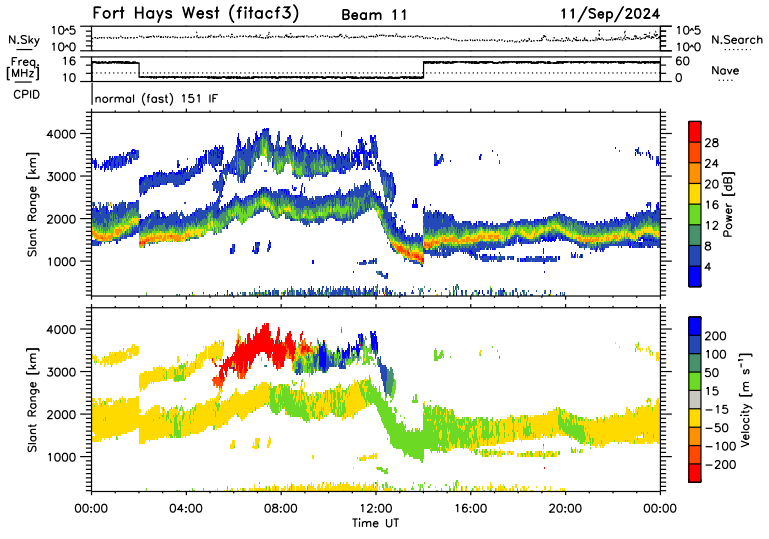 Fort Hays West (fitacf3) Beam 11 11/Sep/2024
N.Sky 10^5 10^0 10^5 10^0 N.Search
Freq. [MHz] 16 10 60 0 Nave
CPID normal (fast) 151 IF
Slant Range [km]
4000
3000
2000
1000
Power [dB]
28
24
20
16
12
8
4
Slant Range [km]
4000
3000
2000
1000
Velocity [m s⁻¹]
200
100
50
15
-15
-50
-100
-200
00:00 04:00 08:00 12:00 16:00 20:00 00:00
Time UT